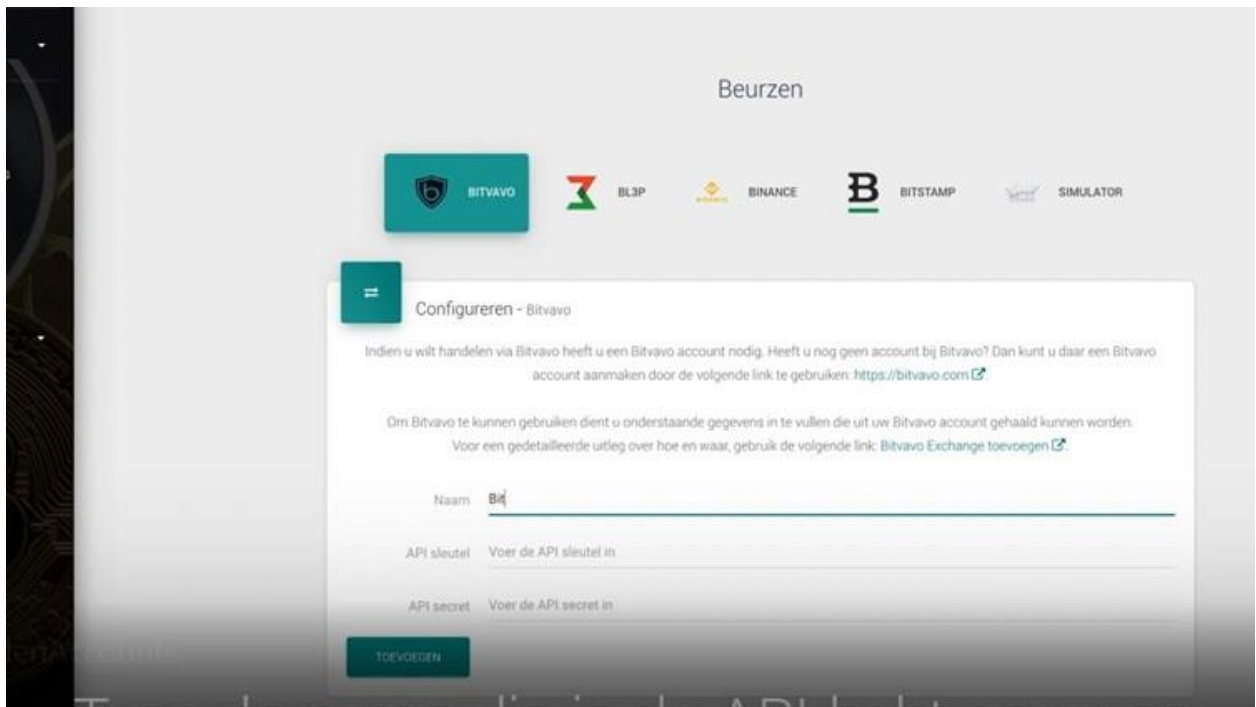 Beurzen
BITVAVO
BL3P
BINANCE
BITSTAMP
SIMULATOR
Configureren - Bitvavo
Indien u wilt handelen via Bitvavo heeft u een Bitvavo account nodig. Heeft u nog geen account bij Bitvavo? Dan kunt u daar een Bitvavo
account aanmaken door de volgende link te gebruiken: https://bitvavo.com.
Om Bitvavo te kunnen gebruiken dient u onderstaande gegevens in te vullen die uit uw Bitvavo account gehaald kunnen worden.
Voor een gedetailleerde uitleg over hoe en waar, gebruik de volgende link: Bitvavo Exchange toevoegen.
Naam Bit
API sleutel Voer de API sleutel in
API secret Voer de API secret in
TOEVOEGEN